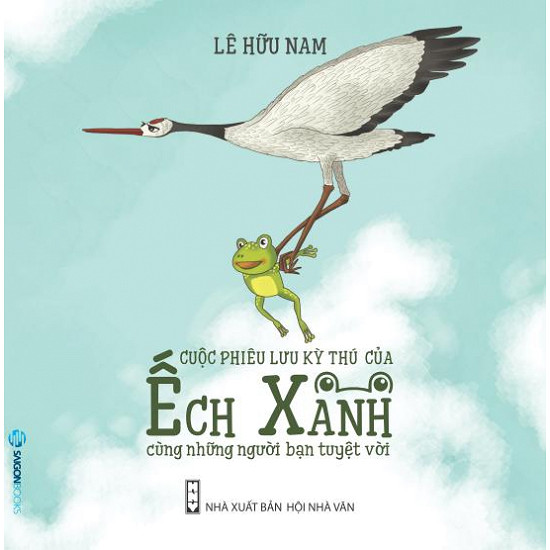 LÊ HỮU NAM
CUỘC PHIÊU LƯU KỲ THÚ CỦA
ẾCH XANH
cùng những người bạn tuyệt vời
SAIGONBOOKS
NHÀ XUẤT BẢN HỘI NHÀ VĂN